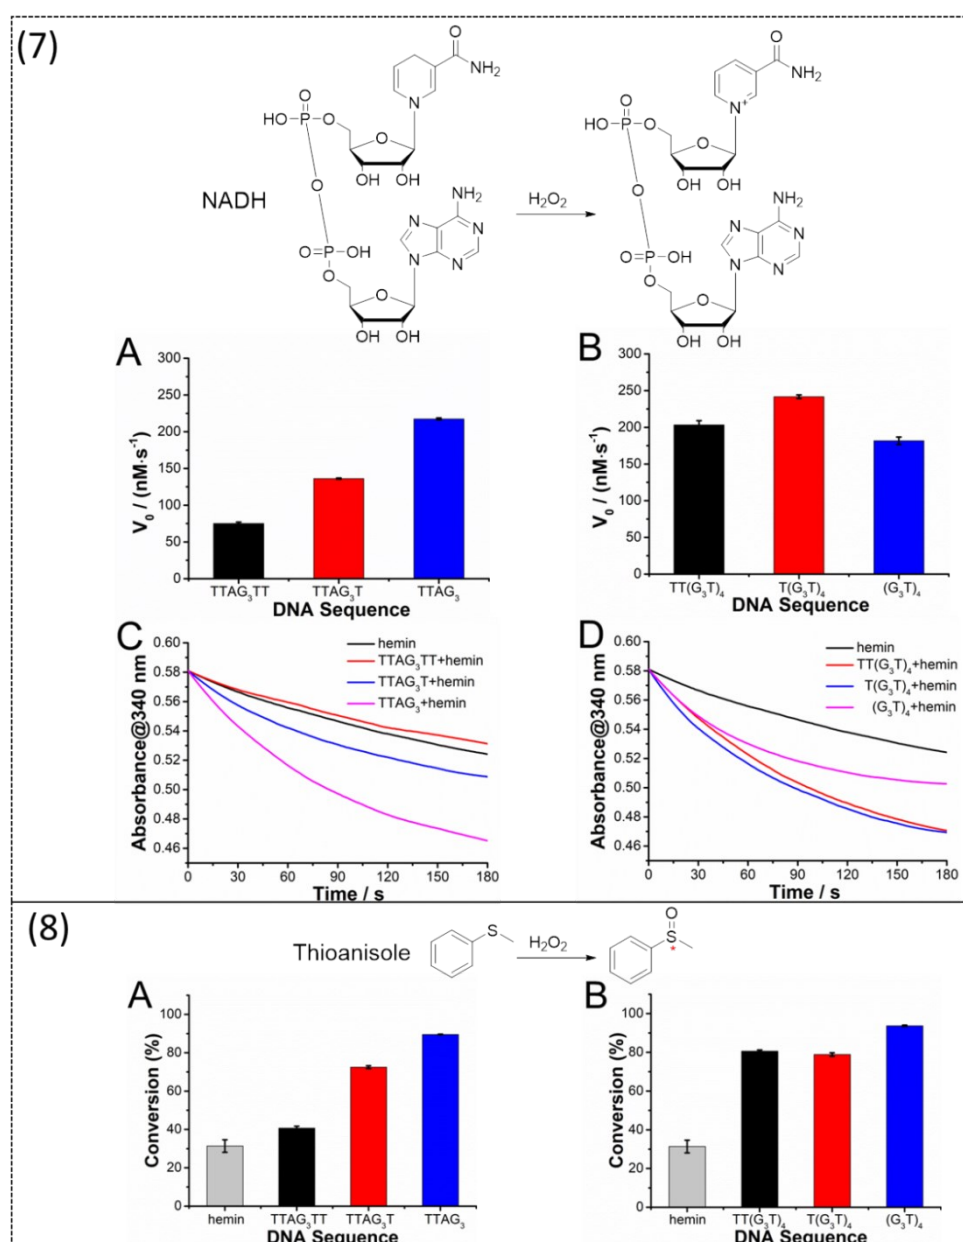 (7)
O
NH₂
N
O
P
HO
O
O
OH
OH
O
NADH
H₂O₂
NH₂
N
N
N
N
O
P
OH
O
O
OH
OH
O
NH₂
N⁺
O
P
HO
O
O
OH
OH
O
NH₂
N
N
N
N
O
P
OH
O
O
OH
OH
A
300
250
200
150
100
50
0
V₀ / (nM·s⁻¹)
TTAG₃TT TTAG₃T TTAG₃
DNA Sequence
B
300
250
200
150
100
50
0
V₀ / (nM·s⁻¹)
TT(G₃T)₄ T(G₃T)₄ (G₃T)₄
DNA Sequence
C
0.60
0.58
0.56
0.54
0.52
0.50
0.48
0.46
Absorbance@340 nm
hemin
TTAG₃TT+hemin
TTAG₃T+hemin
TTAG₃+hemin
0 30 60 90 120 150 180
Time / s
D
0.60
0.58
0.56
0.54
0.52
0.50
0.48
0.46
Absorbance@340 nm
hemin
TT(G₃T)₄+hemin
T(G₃T)₄+hemin
(G₃T)₄+hemin
0 30 60 90 120 150 180
Time / s
(8)
Thioanisole
S
H₂O₂
O
S
*
A
100
80
60
40
20
0
Conversion (%)
hemin TTAG₃TT TTAG₃T TTAG₃
DNA Sequence
B
100
80
60
40
20
0
Conversion (%)
hemin TT(G₃T)₄ T(G₃T)₄ (G₃T)₄
DNA Sequence